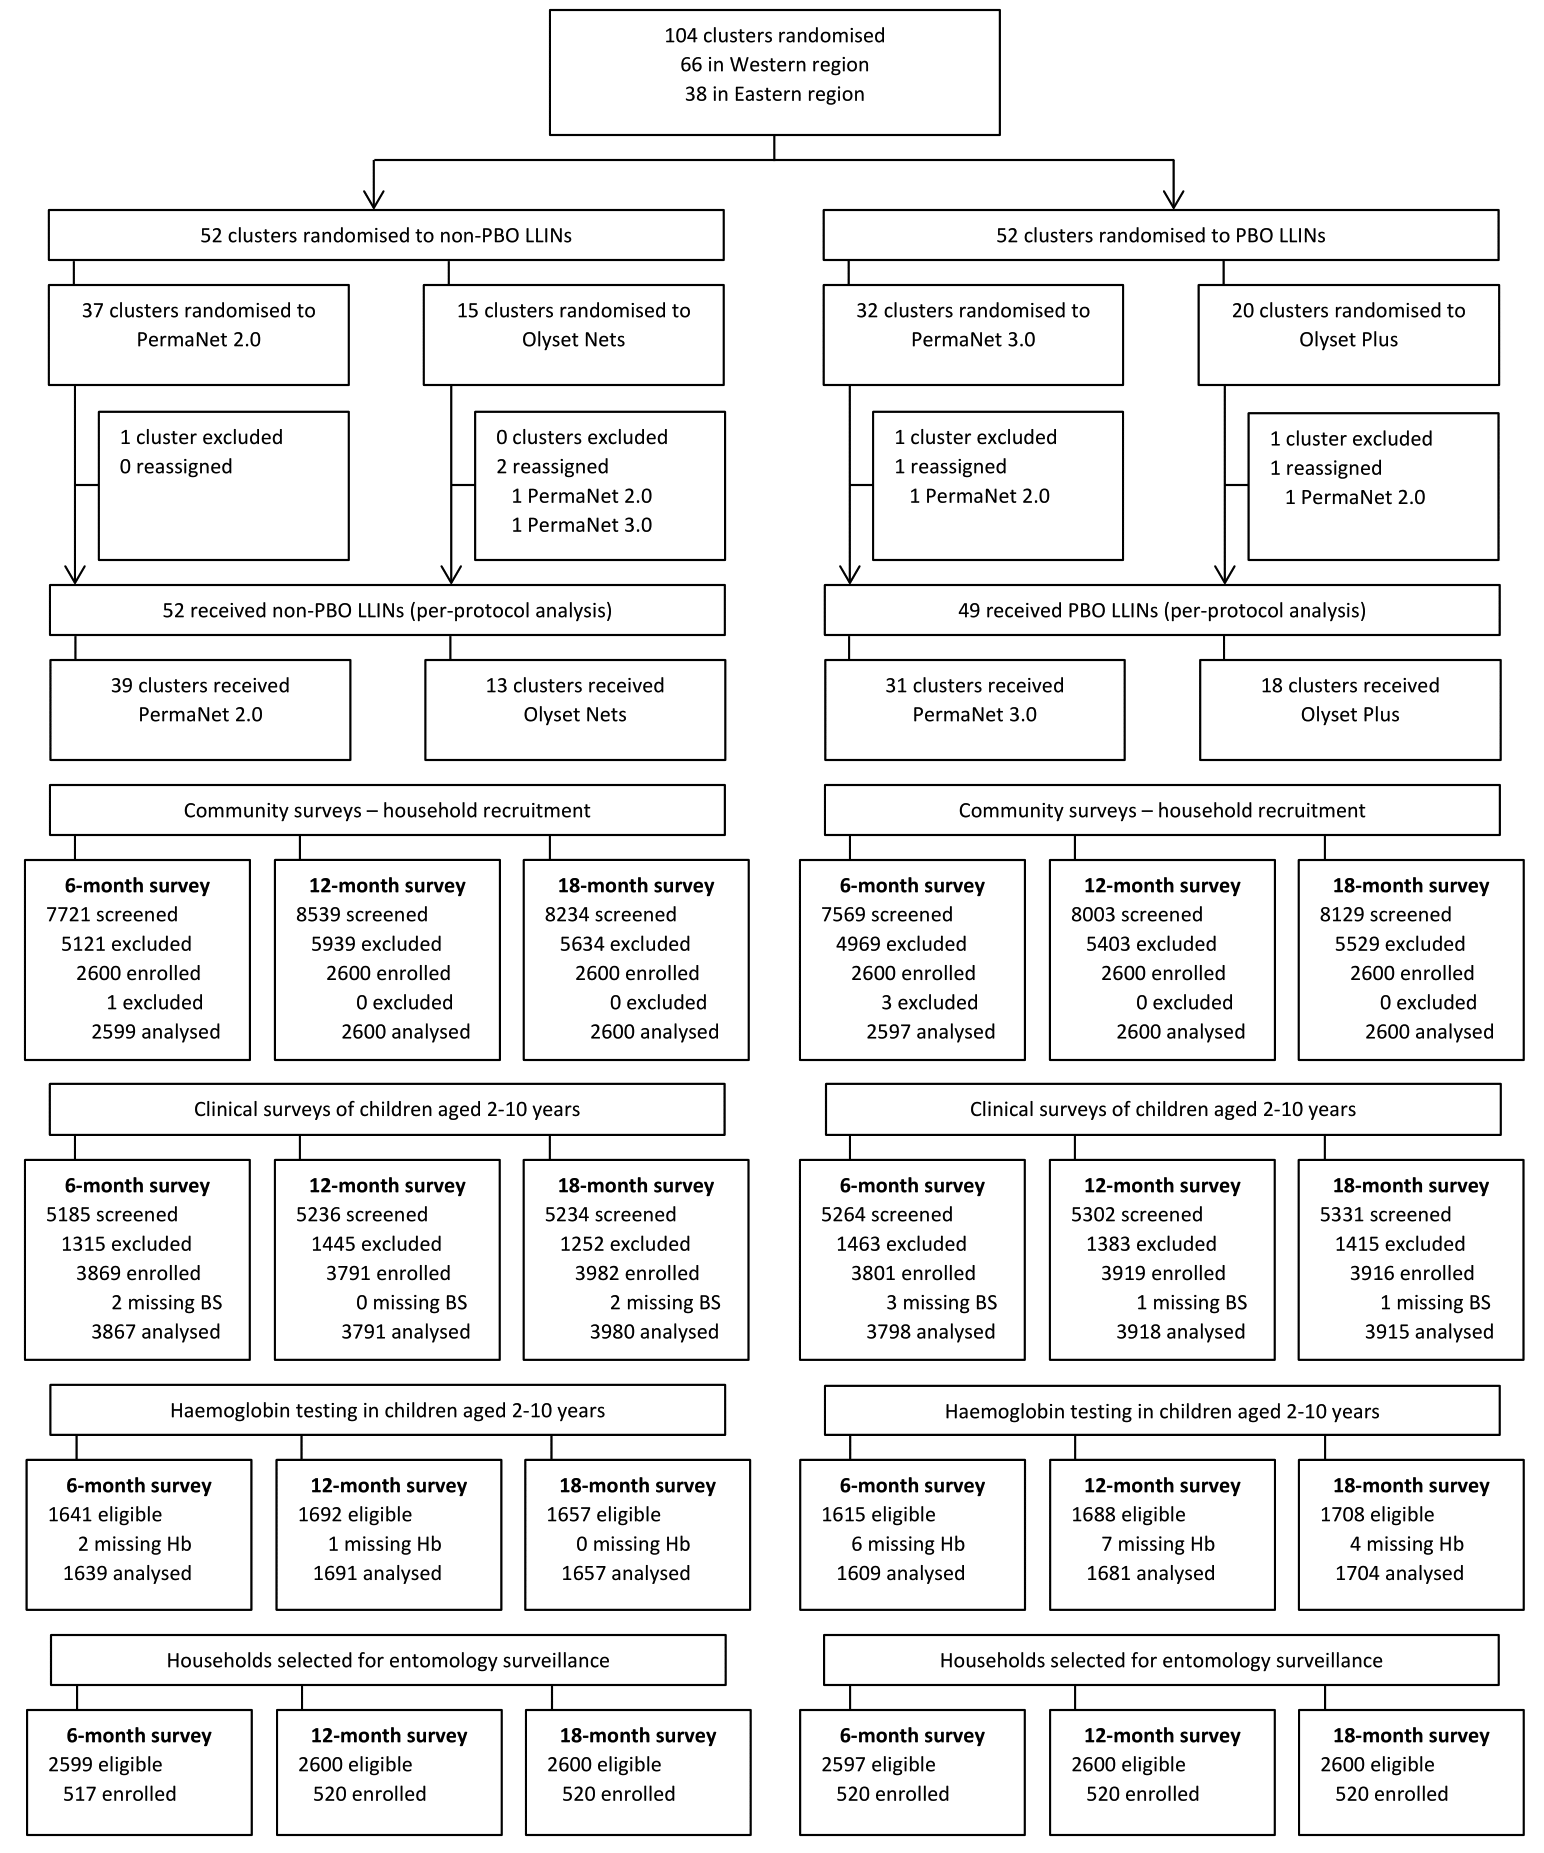 104 clusters randomised
66 in Western region
38 in Eastern region
52 clusters randomised to non-PBO LLINs
52 clusters randomised to PBO LLINs
37 clusters randomised to
PermaNet 2.0
15 clusters randomised to
Olyset Nets
32 clusters randomised to
PermaNet 3.0
20 clusters randomised to
Olyset Plus
1 cluster excluded
0 reassigned
0 clusters excluded
2 reassigned
1 PermaNet 2.0
1 PermaNet 3.0
1 cluster excluded
1 reassigned
1 PermaNet 2.0
1 cluster excluded
1 reassigned
1 PermaNet 2.0
52 received non-PBO LLINs (per-protocol analysis)
49 received PBO LLINs (per-protocol analysis)
39 clusters received
PermaNet 2.0
13 clusters received
Olyset Nets
31 clusters received
PermaNet 3.0
18 clusters received
Olyset Plus
Community surveys – household recruitment
Community surveys – household recruitment
6-month survey
7721 screened
5121 excluded
2600 enrolled
1 excluded
2599 analysed
12-month survey
8539 screened
5939 excluded
2600 enrolled
0 excluded
2600 analysed
18-month survey
8234 screened
5634 excluded
2600 enrolled
0 excluded
2600 analysed
6-month survey
7569 screened
4969 excluded
2600 enrolled
3 excluded
2597 analysed
12-month survey
8003 screened
5403 excluded
2600 enrolled
0 excluded
2600 analysed
18-month survey
8129 screened
5529 excluded
2600 enrolled
0 excluded
2600 analysed
Clinical surveys of children aged 2-10 years
Clinical surveys of children aged 2-10 years
6-month survey
5185 screened
1315 excluded
3869 enrolled
2 missing BS
3867 analysed
12-month survey
5236 screened
1445 excluded
3791 enrolled
0 missing BS
3791 analysed
18-month survey
5234 screened
1252 excluded
3982 enrolled
2 missing BS
3980 analysed
6-month survey
5264 screened
1463 excluded
3801 enrolled
3 missing BS
3798 analysed
12-month survey
5302 screened
1383 excluded
3919 enrolled
1 missing BS
3918 analysed
18-month survey
5331 screened
1415 excluded
3916 enrolled
1 missing BS
3915 analysed
Haemoglobin testing in children aged 2-10 years
Haemoglobin testing in children aged 2-10 years
6-month survey
1641 eligible
2 missing Hb
1639 analysed
12-month survey
1692 eligible
1 missing Hb
1691 analysed
18-month survey
1657 eligible
0 missing Hb
1657 analysed
6-month survey
1615 eligible
6 missing Hb
1609 analysed
12-month survey
1688 eligible
7 missing Hb
1681 analysed
18-month survey
1708 eligible
4 missing Hb
1704 analysed
Households selected for entomology surveillance
Households selected for entomology surveillance
6-month survey
2599 eligible
517 enrolled
12-month survey
2600 eligible
520 enrolled
18-month survey
2600 eligible
520 enrolled
6-month survey
2597 eligible
520 enrolled
12-month survey
2600 eligible
520 enrolled
18-month survey
2600 eligible
520 enrolled